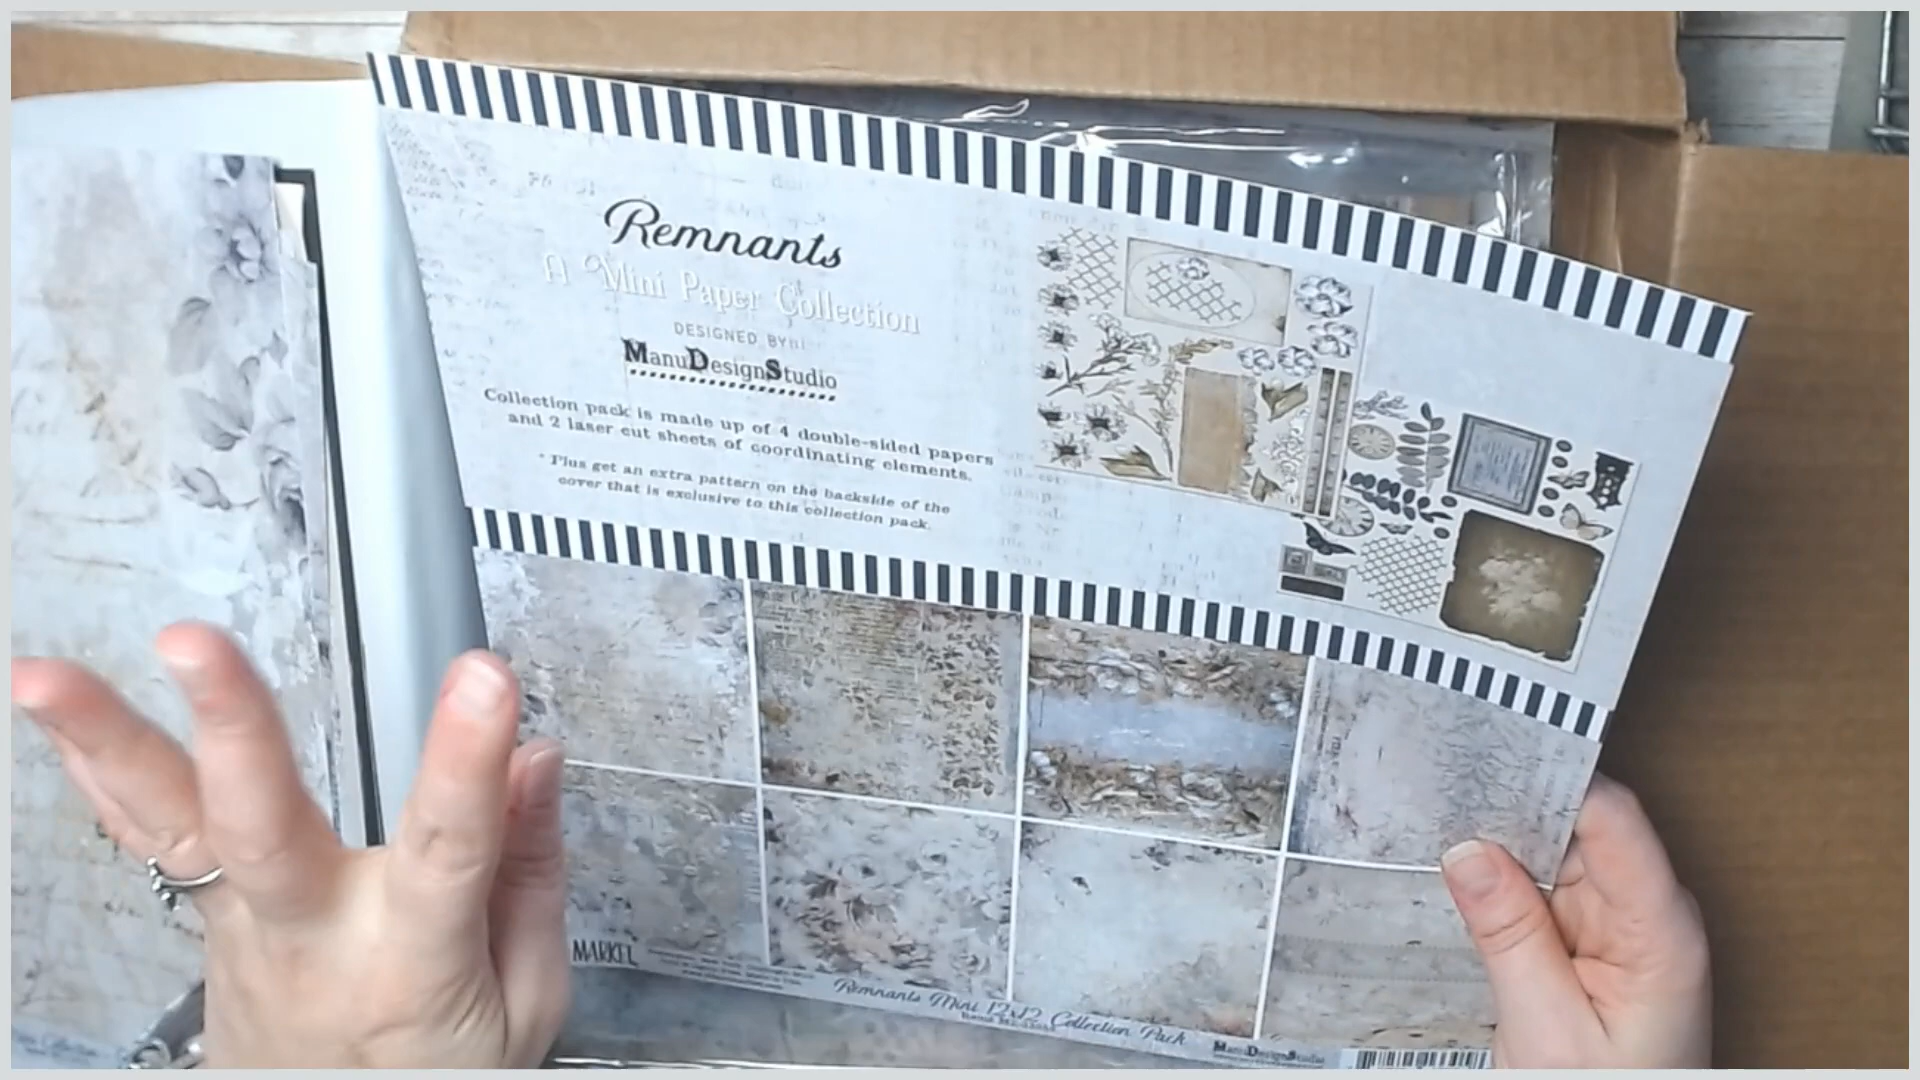 Remnants
A Mini Paper Collection
DESIGNED BY
ManuDesignStudio
Collection pack is made up of 4 double-sided papers
and 2 laser cut sheets of coordinating elements.
* Plus get an extra pattern on the backside of the
cover that is exclusive to this collection pack.
MARKET
Remnants Mini 12x12 Collection Pack
ManuDesignStudio